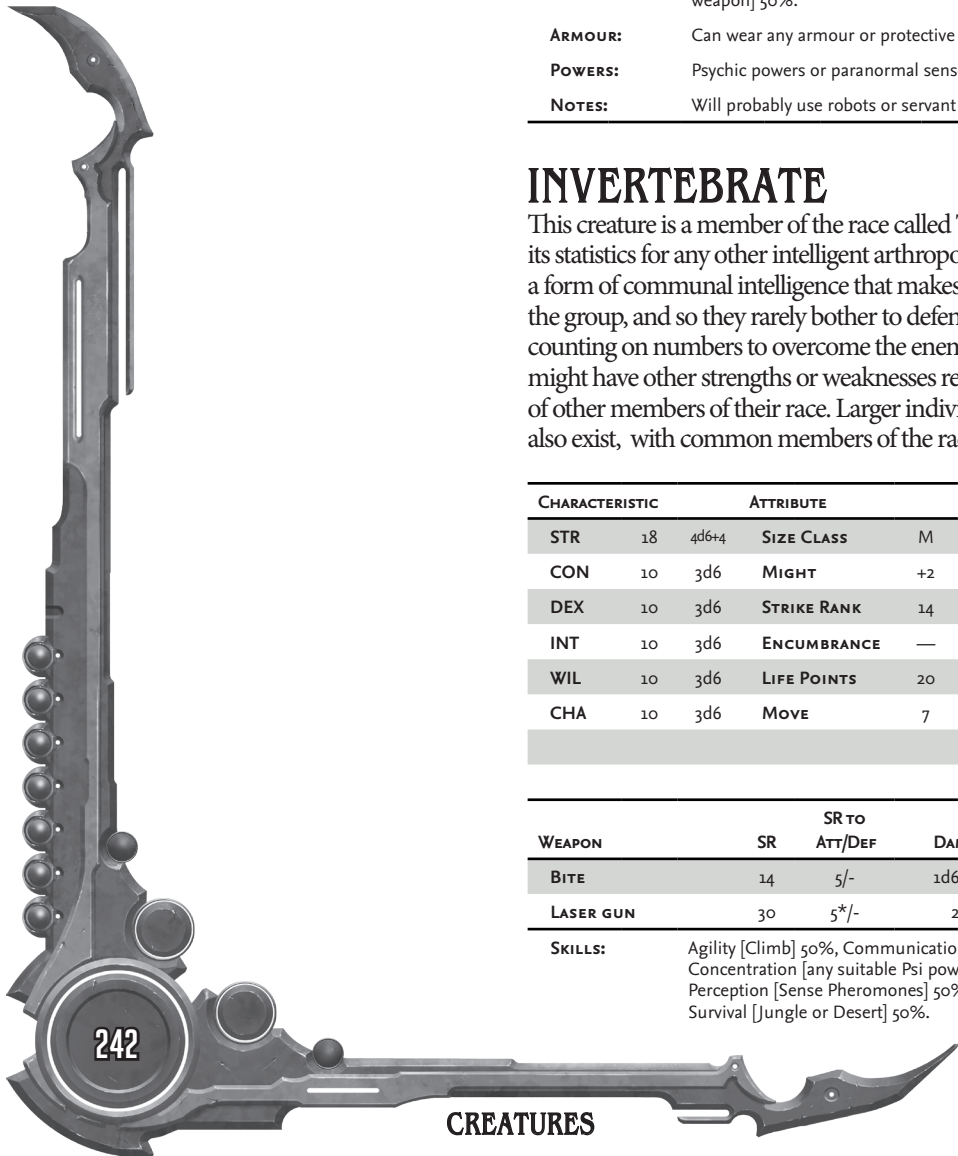 weapon] 50%.
ARMOUR: Can wear any armour or protective
POWERS: Psychic powers or paranormal sens
NOTES: Will probably use robots or servant
INVERTEBRATE
This creature is a member of the race called
its statistics for any other intelligent arthropo
a form of communal intelligence that makes
the group, and so they rarely bother to defen
counting on numbers to overcome the enem
might have other strengths or weaknesses re
of other members of their race. Larger indivi
also exist, with common members of the ra
CHARACTERISTIC ATTRIBUTE
STR 18 4d6+4 SIZE CLASS M
CON 10 3d6 MIGHT +2
DEX 10 3d6 STRIKE RANK 14
INT 10 3d6 ENCUMBRANCE —
WIL 10 3d6 LIFE POINTS 20
CHA 10 3d6 MOVE 7
SR TO
WEAPON SR ATT/DEF DA
BITE 14 5/- 1d6
LASER GUN 30 5*/- 2
SKILLS: Agility [Climb] 50%, Communicatio
Concentration [any suitable Psi pow
Perception [Sense Pheromones] 50%
Survival [Jungle or Desert] 50%.
242
CREATURES